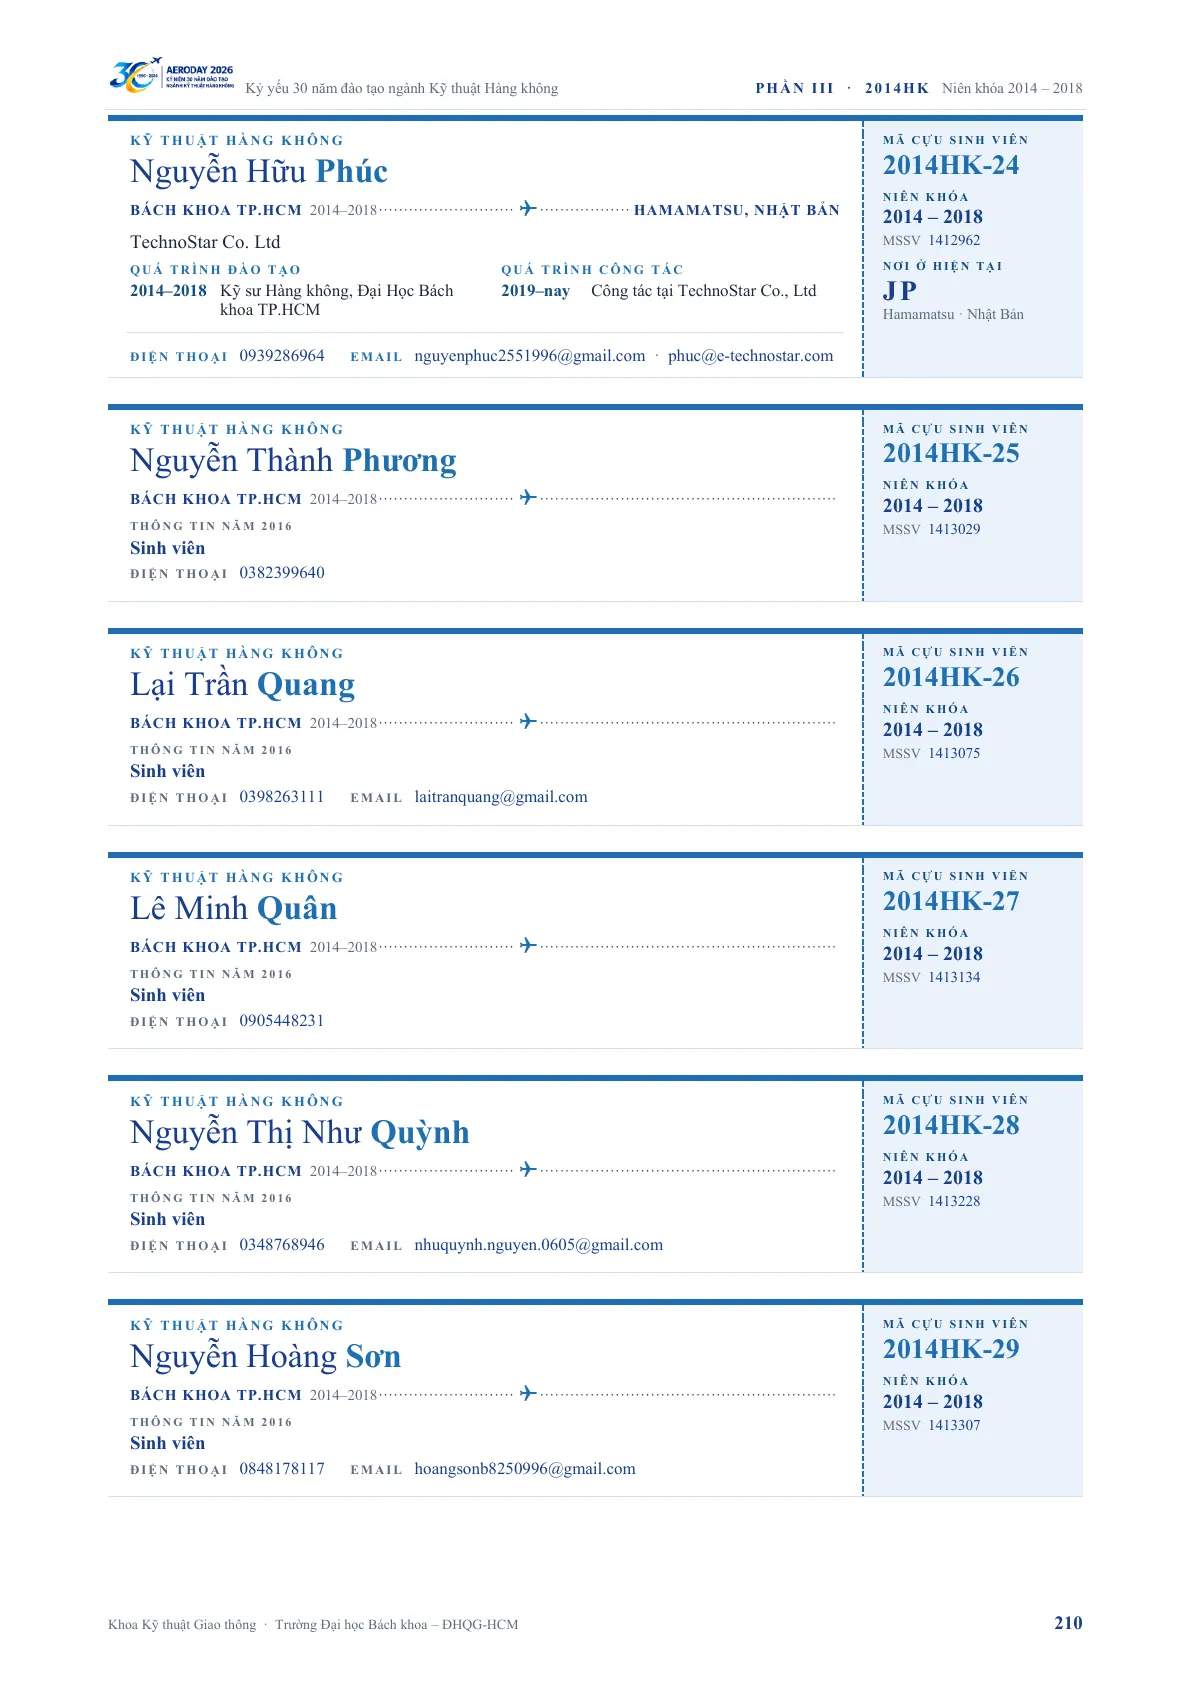 AERODAY 2026
KỶ NIỆM 30 NĂM ĐÀO TẠO
NGÀNH KỸ THUẬT HÀNG KHÔNG
Kỷ yếu 30 năm đào tạo ngành Kỹ thuật Hàng không
PHẦN III · 2014HK Niên khóa 2014 – 2018
KỸ THUẬT HÀNG KHÔNG
Nguyễn Hữu Phúc
BÁCH KHOA TP.HCM 2014–2018 HAMAMATSU, NHẬT BẢN
TechnoStar Co. Ltd
QUÁ TRÌNH ĐÀO TẠO
2014–2018 Kỹ sư Hàng không, Đại Học Bách
khoa TP.HCM
QUÁ TRÌNH CÔNG TÁC
2019–nay Công tác tại TechnoStar Co., Ltd
ĐIỆN THOẠI 0939286964 EMAIL nguyenphuc2551996@gmail.com · phuc@e-technostar.com
MÃ CỰU SINH VIÊN
2014HK-24
NIÊN KHÓA
2014 – 2018
MSSV 1412962
NƠI Ở HIỆN TẠI
JP
Hamamatsu · Nhật Bản
KỸ THUẬT HÀNG KHÔNG
Nguyễn Thành Phương
BÁCH KHOA TP.HCM 2014–2018
THÔNG TIN NĂM 2016
Sinh viên
ĐIỆN THOẠI 0382399640
MÃ CỰU SINH VIÊN
2014HK-25
NIÊN KHÓA
2014 – 2018
MSSV 1413029
KỸ THUẬT HÀNG KHÔNG
Lại Trần Quang
BÁCH KHOA TP.HCM 2014–2018
THÔNG TIN NĂM 2016
Sinh viên
ĐIỆN THOẠI 0398263111 EMAIL laitranquang@gmail.com
MÃ CỰU SINH VIÊN
2014HK-26
NIÊN KHÓA
2014 – 2018
MSSV 1413075
KỸ THUẬT HÀNG KHÔNG
Lê Minh Quân
BÁCH KHOA TP.HCM 2014–2018
THÔNG TIN NĂM 2016
Sinh viên
ĐIỆN THOẠI 0905448231
MÃ CỰU SINH VIÊN
2014HK-27
NIÊN KHÓA
2014 – 2018
MSSV 1413134
KỸ THUẬT HÀNG KHÔNG
Nguyễn Thị Như Quỳnh
BÁCH KHOA TP.HCM 2014–2018
THÔNG TIN NĂM 2016
Sinh viên
ĐIỆN THOẠI 0348768946 EMAIL nhuquynh.nguyen.0605@gmail.com
MÃ CỰU SINH VIÊN
2014HK-28
NIÊN KHÓA
2014 – 2018
MSSV 1413228
KỸ THUẬT HÀNG KHÔNG
Nguyễn Hoàng Sơn
BÁCH KHOA TP.HCM 2014–2018
THÔNG TIN NĂM 2016
Sinh viên
ĐIỆN THOẠI 0848178117 EMAIL hoangsonb8250996@gmail.com
MÃ CỰU SINH VIÊN
2014HK-29
NIÊN KHÓA
2014 – 2018
MSSV 1413307
Khoa Kỹ thuật Giao thông · Trường Đại học Bách khoa – ĐHQG-HCM
210